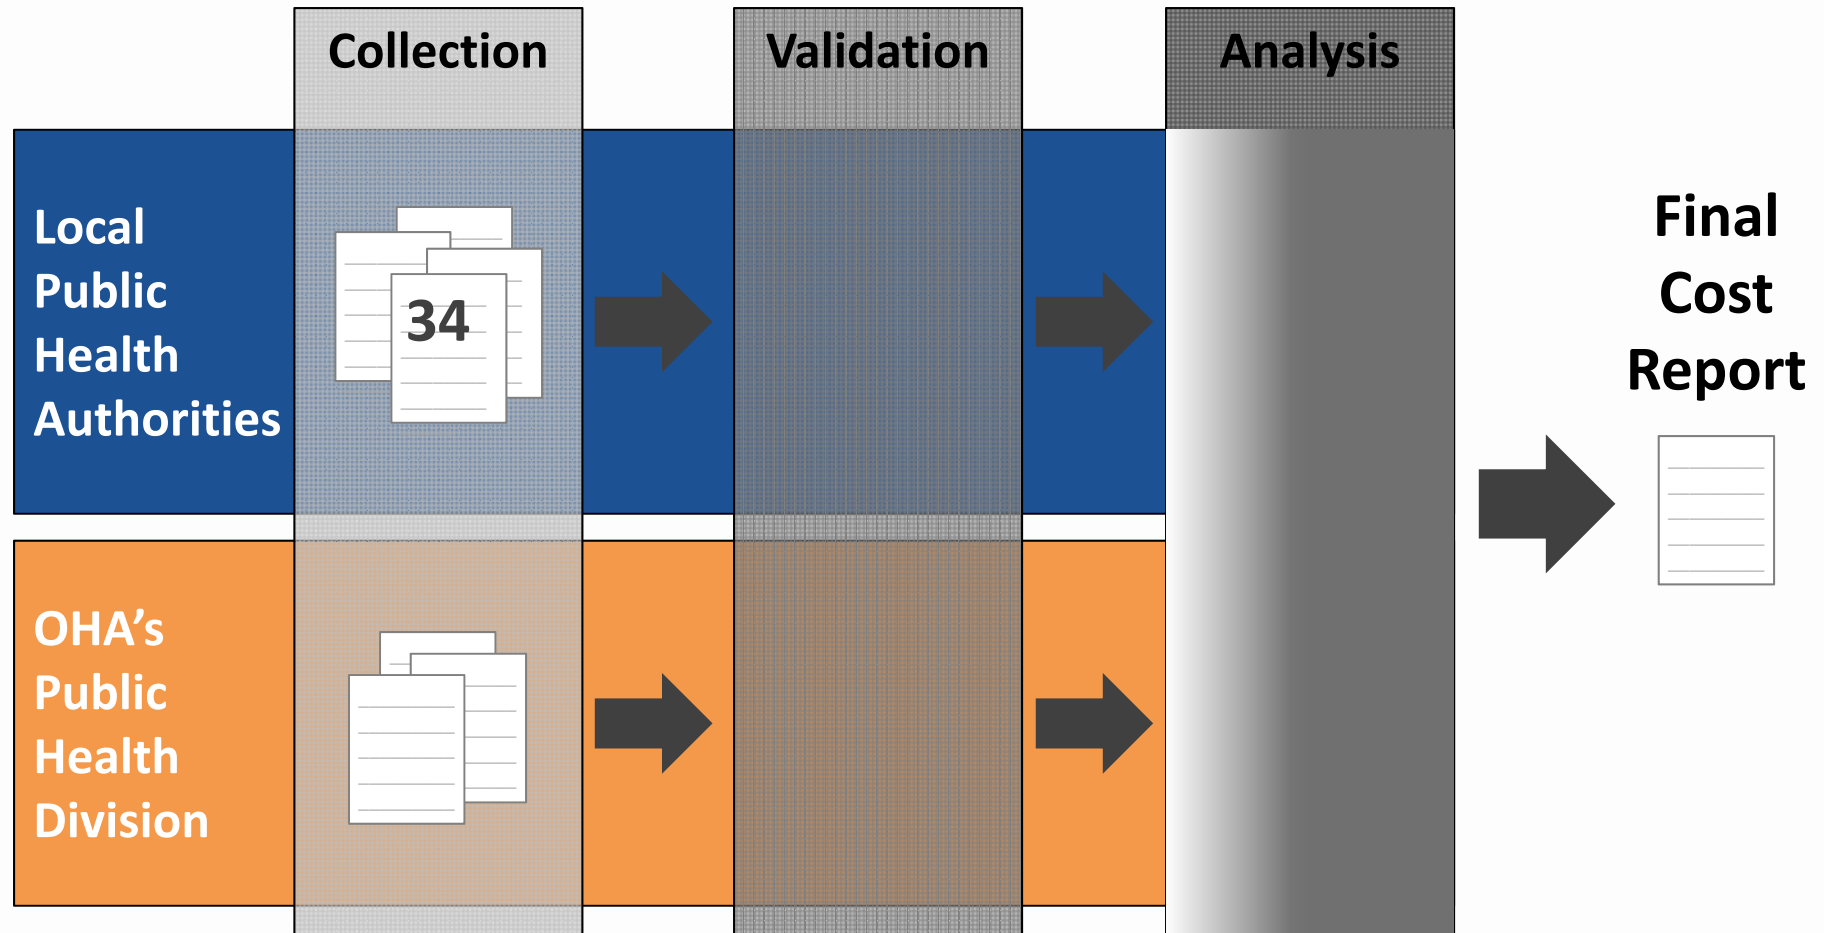 Collection
Validation
Analysis
Local
Public
Health
Authorities
34
OHA’s
Public
Health
Division
Final
Cost
Report